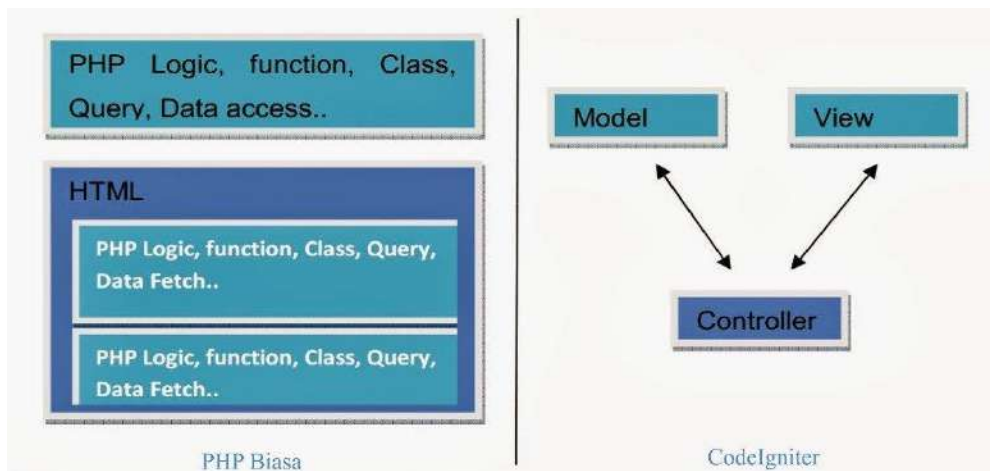 PHP Logic, function, Class,
Query, Data access..
HTML
PHP Logic, function, Class, Query,
Data Fetch..
PHP Logic, function, Class, Query,
Data Fetch..
PHP Biasa
Model
View
Controller
CodeIgniter